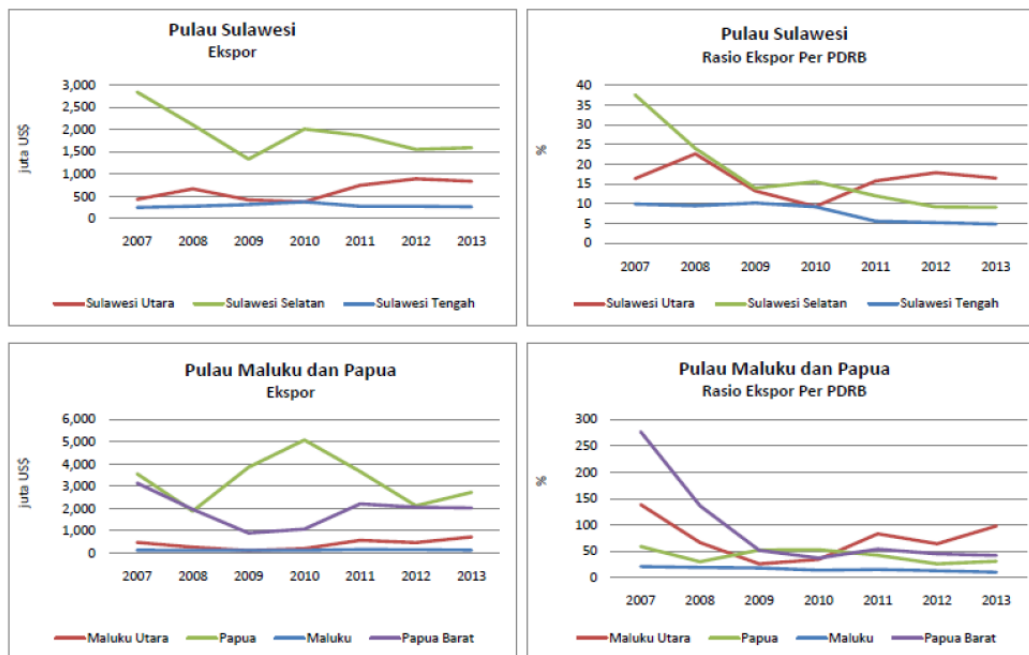 Pulau Sulawesi
Ekspor
juta US$
3,000
2,500
2,000
1,500
1,000
500
0
2007 2008 2009 2010 2011 2012 2013
Sulawesi Utara Sulawesi Selatan Sulawesi Tengah
Pulau Sulawesi
Rasio Ekspor Per PDRB
%
40
35
30
25
20
15
10
5
0
2007 2008 2009 2010 2011 2012 2013
Sulawesi Utara Sulawesi Selatan Sulawesi Tengah
Pulau Maluku dan Papua
Ekspor
juta US$
6,000
5,000
4,000
3,000
2,000
1,000
0
2007 2008 2009 2010 2011 2012 2013
Maluku Utara Papua Maluku Papua Barat
Pulau Maluku dan Papua
Rasio Ekspor Per PDRB
%
300
250
200
150
100
50
0
2007 2008 2009 2010 2011 2012 2013
Maluku Utara Papua Maluku Papua Barat